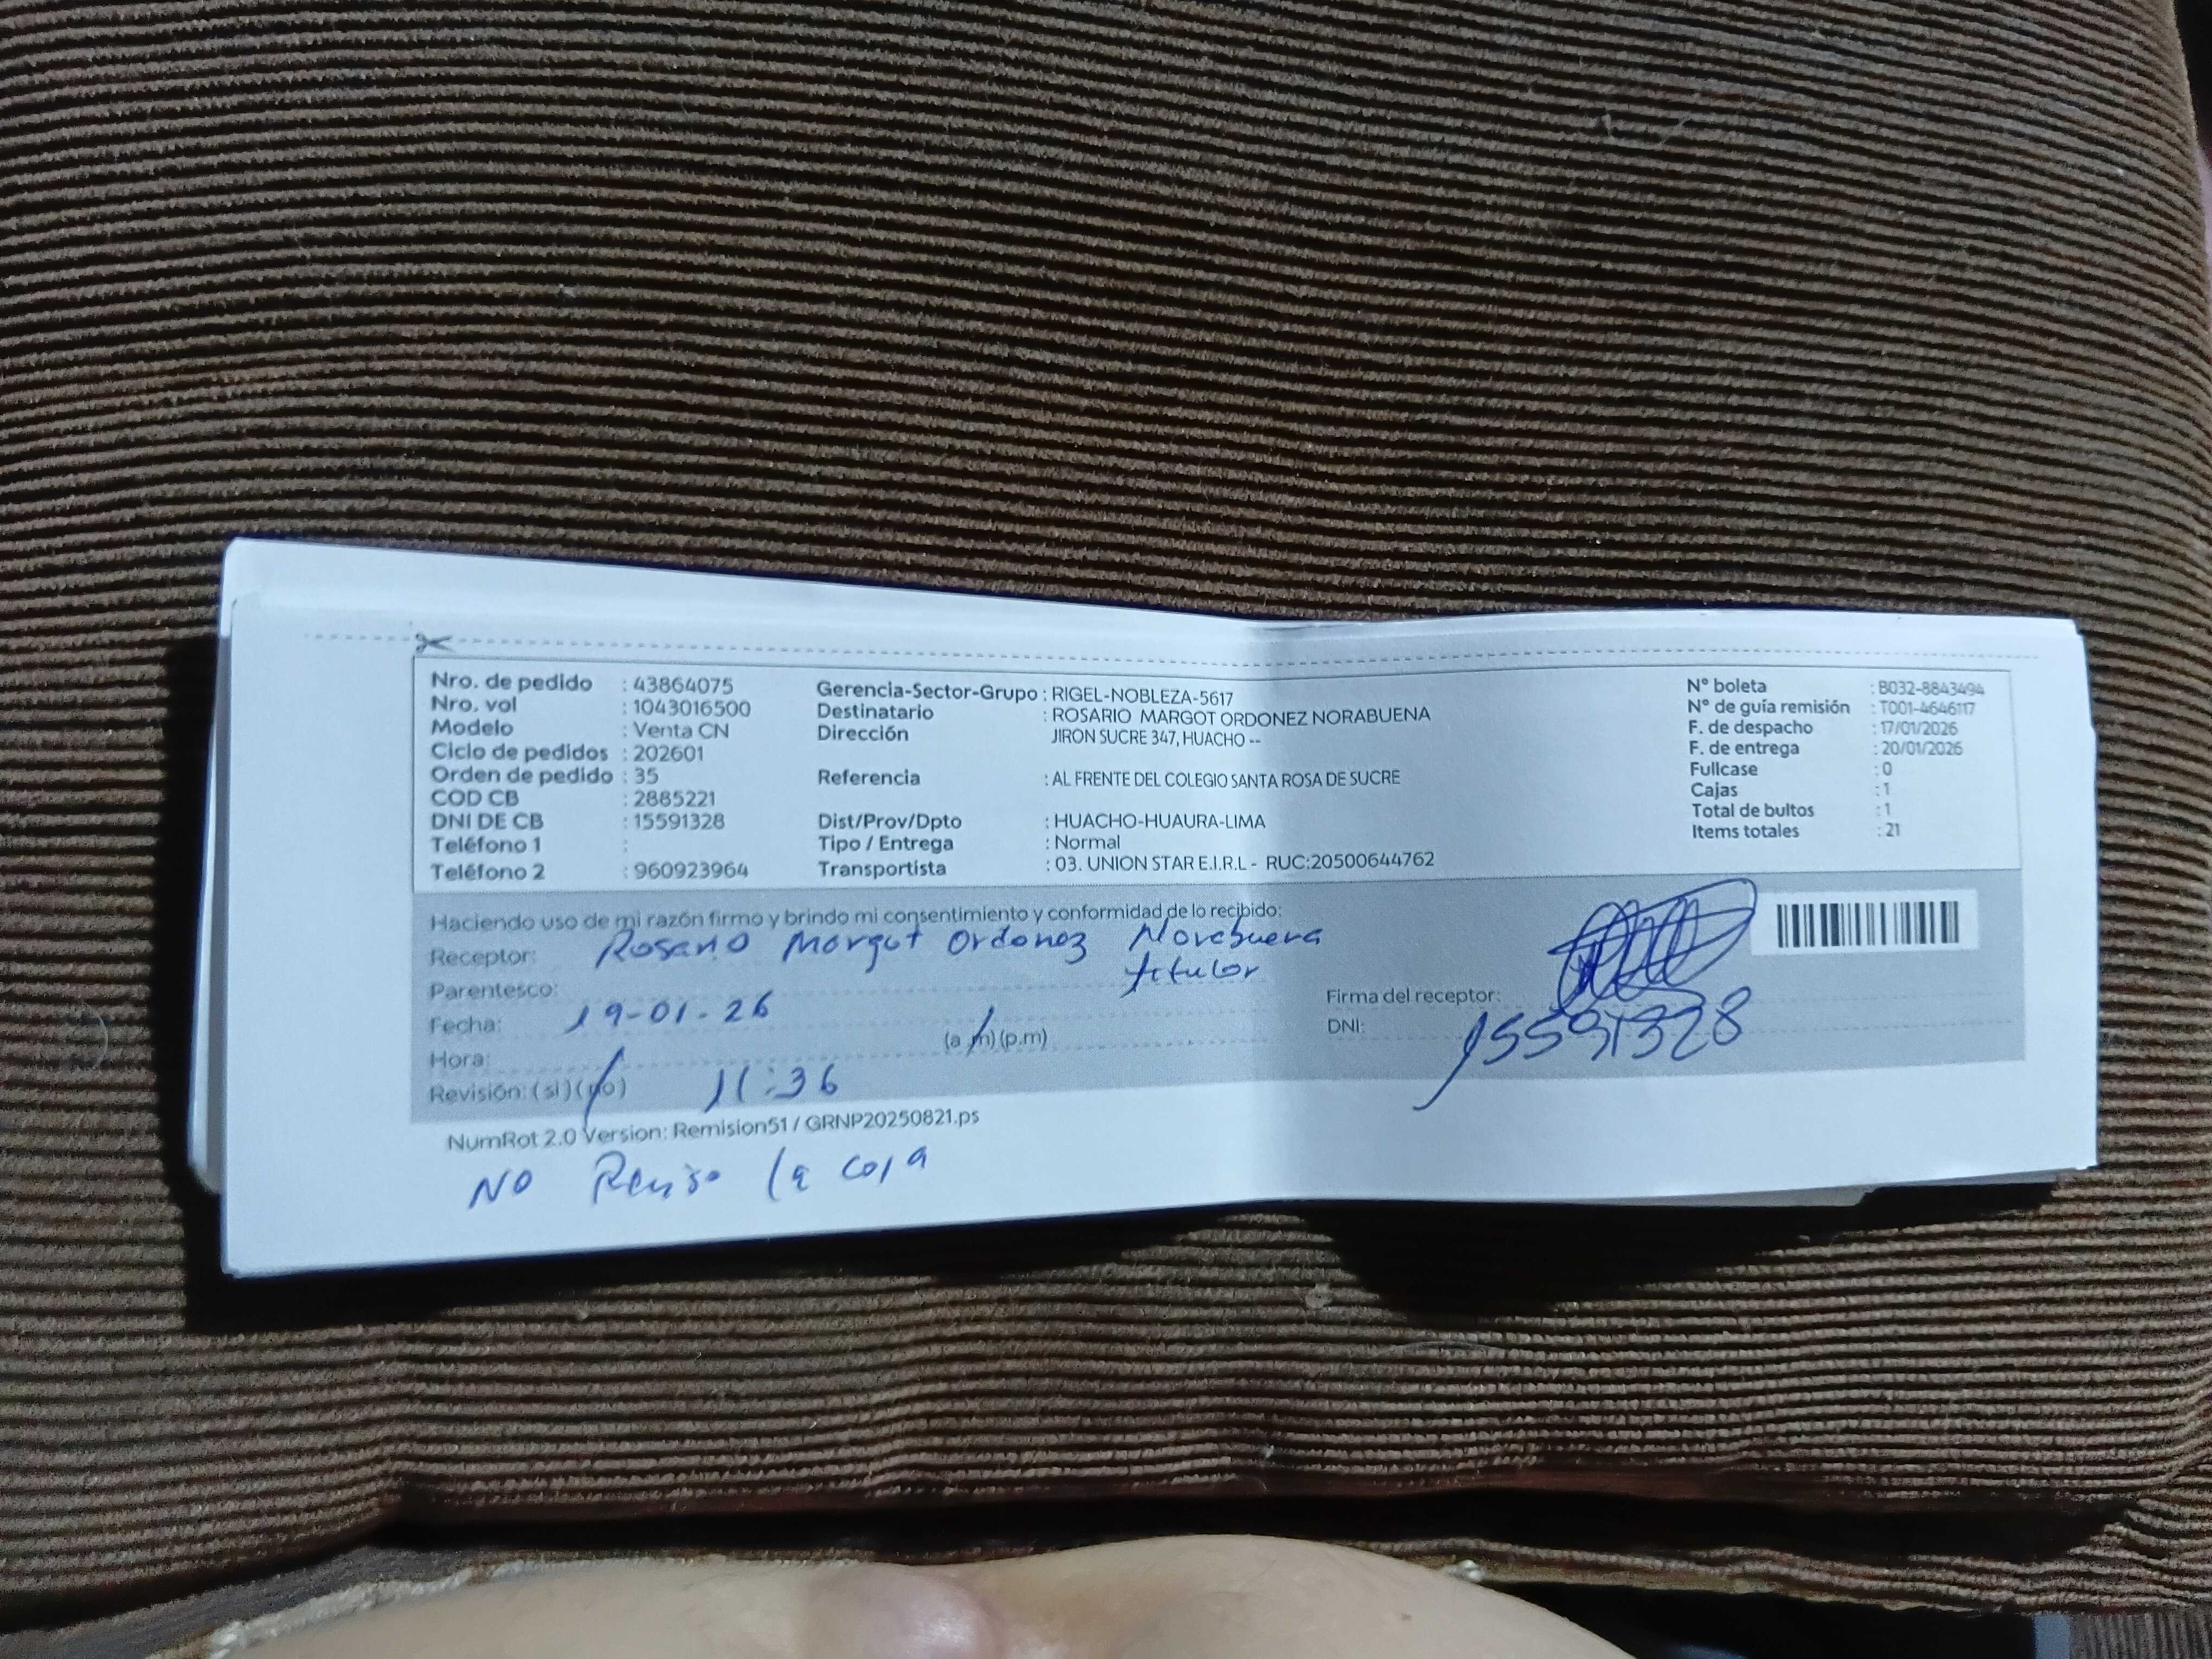 Nro. de pedido : 43864075
Nro. vol : 1043016500
Modelo : Venta CN
Ciclo de pedidos : 202601
Orden de pedido : 35
COD CB : 2885221
DNI DE CB : 15591328
Teléfono 1 :
Teléfono 2 : 960923964
Gerencia-Sector-Grupo : RIGEL-NOBLEZA-5617
Destinatario : ROSARIO MARGOT ORDONEZ NORABUENA
Dirección JIRON SUCRE 347, HUACHO --
Referencia : AL FRENTE DEL COLEGIO SANTA ROSA DE SUCRE
Dist/Prov/Dpto : HUACHO-HUAURA-LIMA
Tipo / Entrega : Normal
Transportista : 03. UNION STAR E.I.R.L - RUC:20500644762
N° boleta : B032-8843494
N° de guía remisión : T001-4646117
F. de despacho : 17/01/2026
F. de entrega : 20/01/2026
Fullcase : 0
Cajas : 1
Total de bultos : 1
Items totales : 21
Haciendo uso de mi razón firmo y brindo mi consentimiento y conformidad de lo recibido:
Receptor: Rosario Margot Ordonez Norabuena
Parentesco: titular
Fecha: 19-01-26
Hora: (a.m)(p.m)
Revisión: (si)(no) 11:36
Firma del receptor:
DNI: 15591328
NumRot 2.0 Version: Remision51 / GRNP20250821.ps
NO Reviso la caja